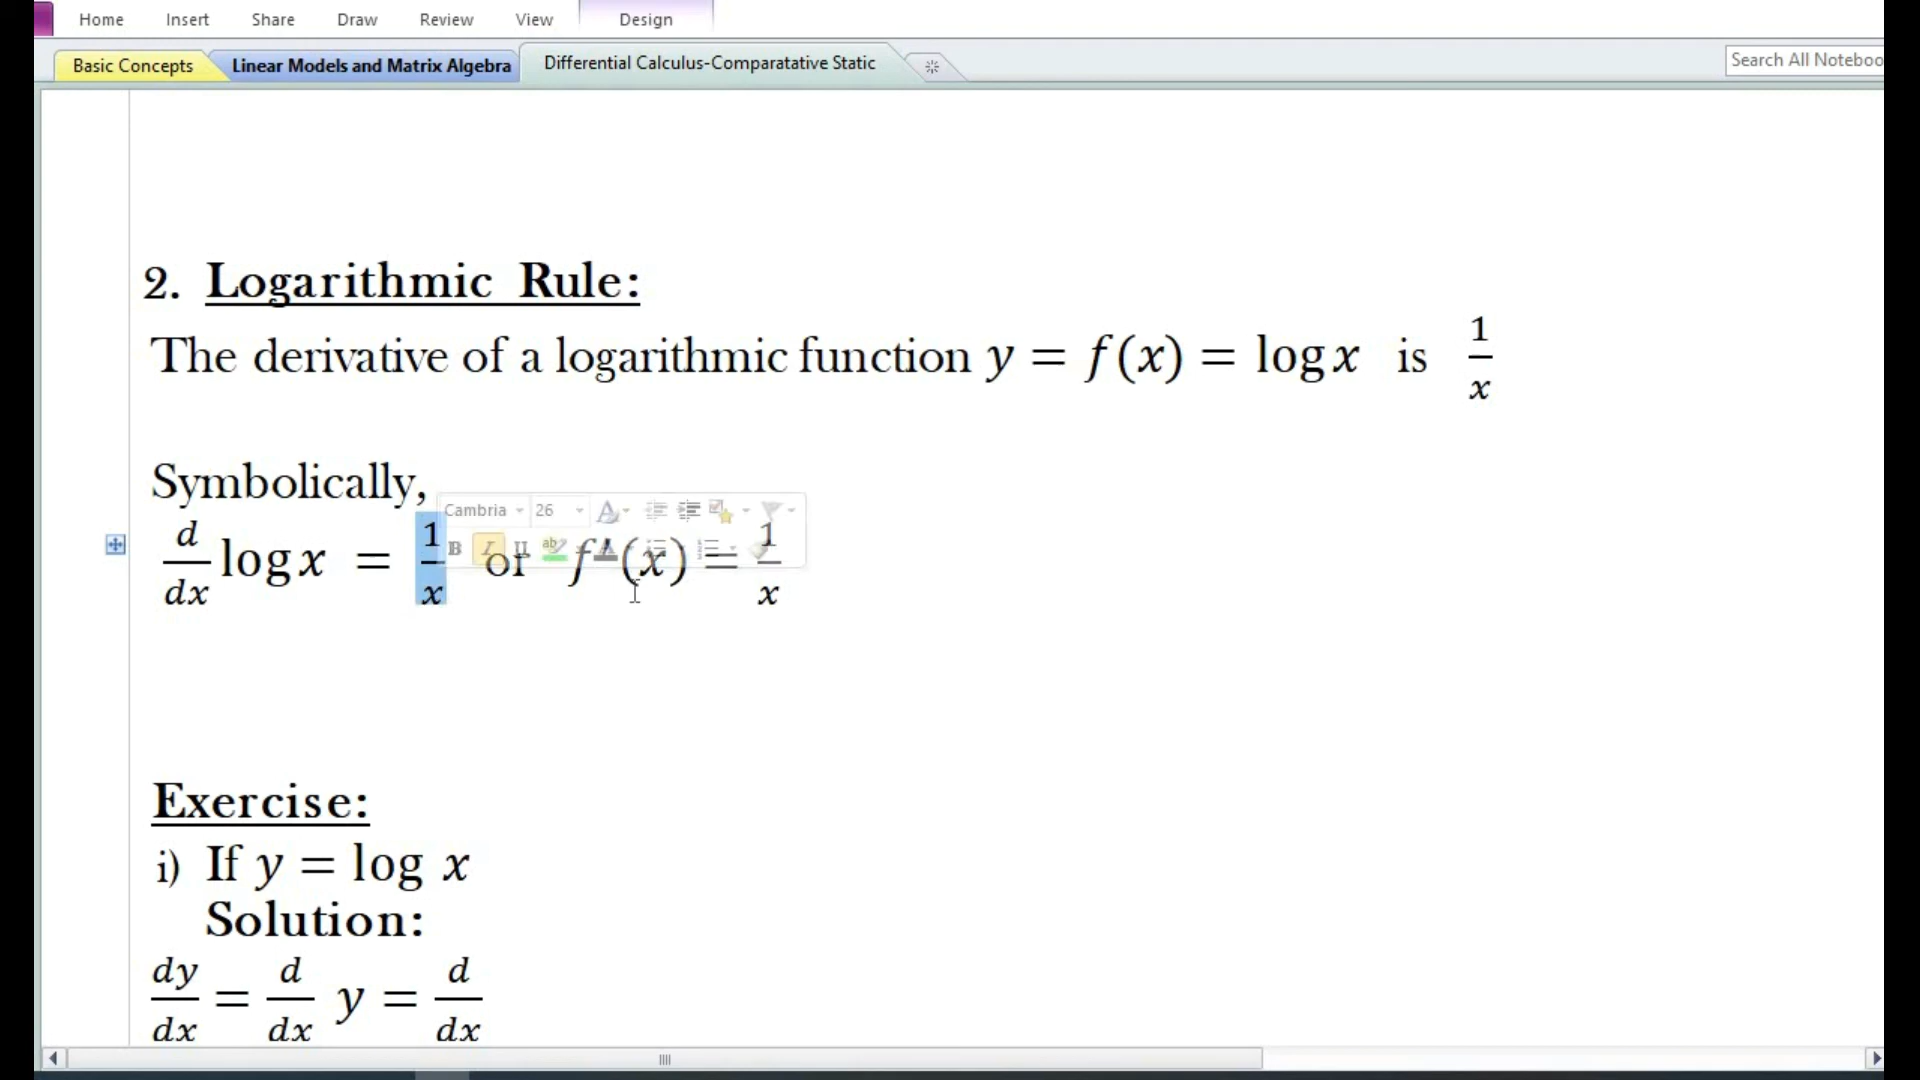 Home Insert Share Draw Review View Design
Basic Concepts Linear Models and Matrix Algebra Differential Calculus-Comparatative Static Search All Noteboo
2. Logarithmic Rule:
The derivative of a logarithmic function y = f(x) = log x is 1/x
Symbolically,
Cambria 26
d/dx log x = 1/x or f'(x) = 1/x
Exercise:
i) If y = log x
Solution:
dy/dx = d/dx y = d/dx